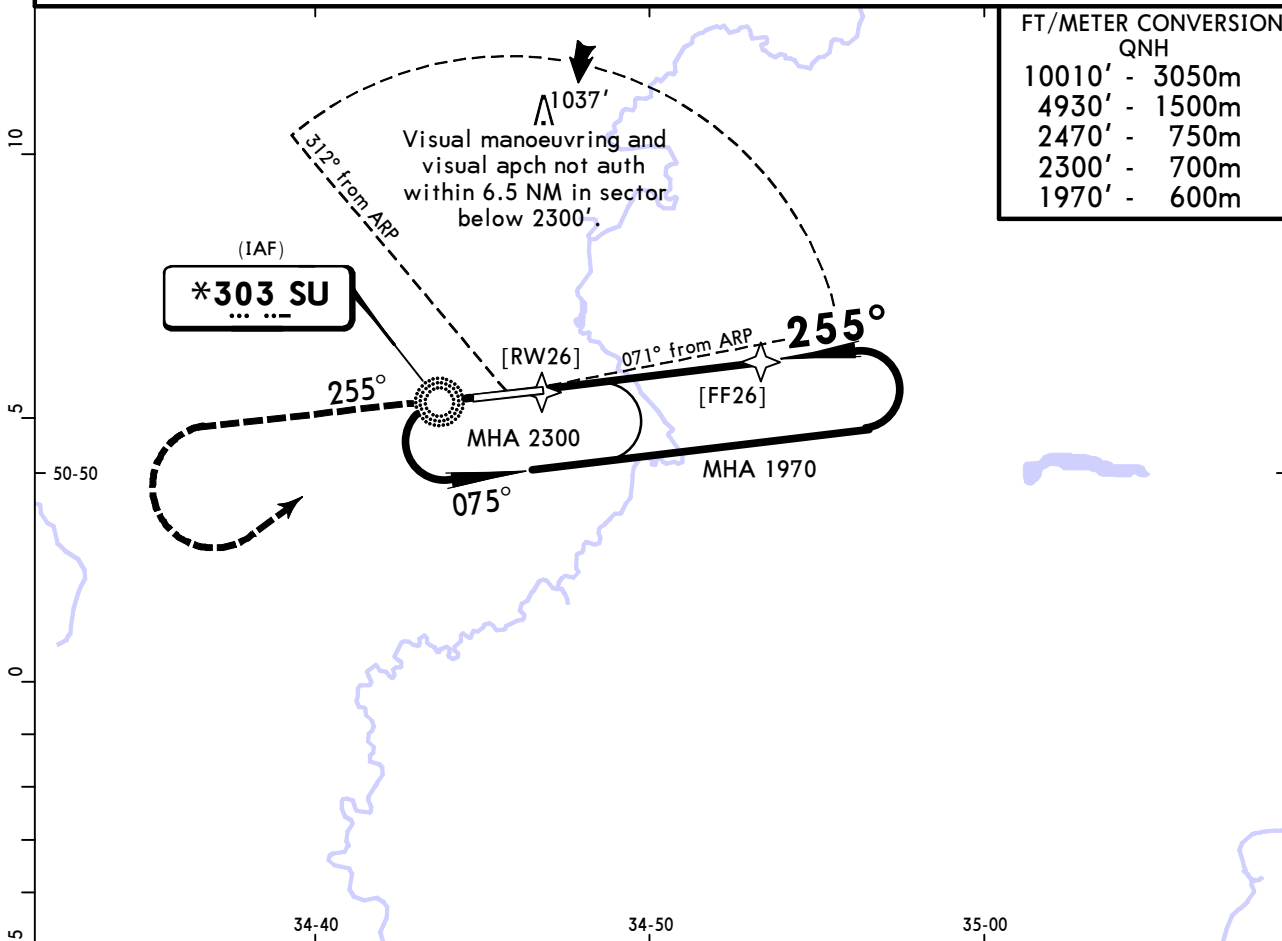 FT/METER CONVERSION
QNH
10010' - 3050m
4930' - 1500m
2470' - 750m
2300' - 700m
1970' - 600m
1037'
10
Visual manoeuvring and
visual apch not auth
within 6.5 NM in sector
below 2300'.
312° from ARP
(IAF)
*303 SU
255°
[RW26]
071° from ARP
255°
[FF26]
5
MHA 2300
MHA 1970
50-50
075°
0
34-40
34-50
35-00
5